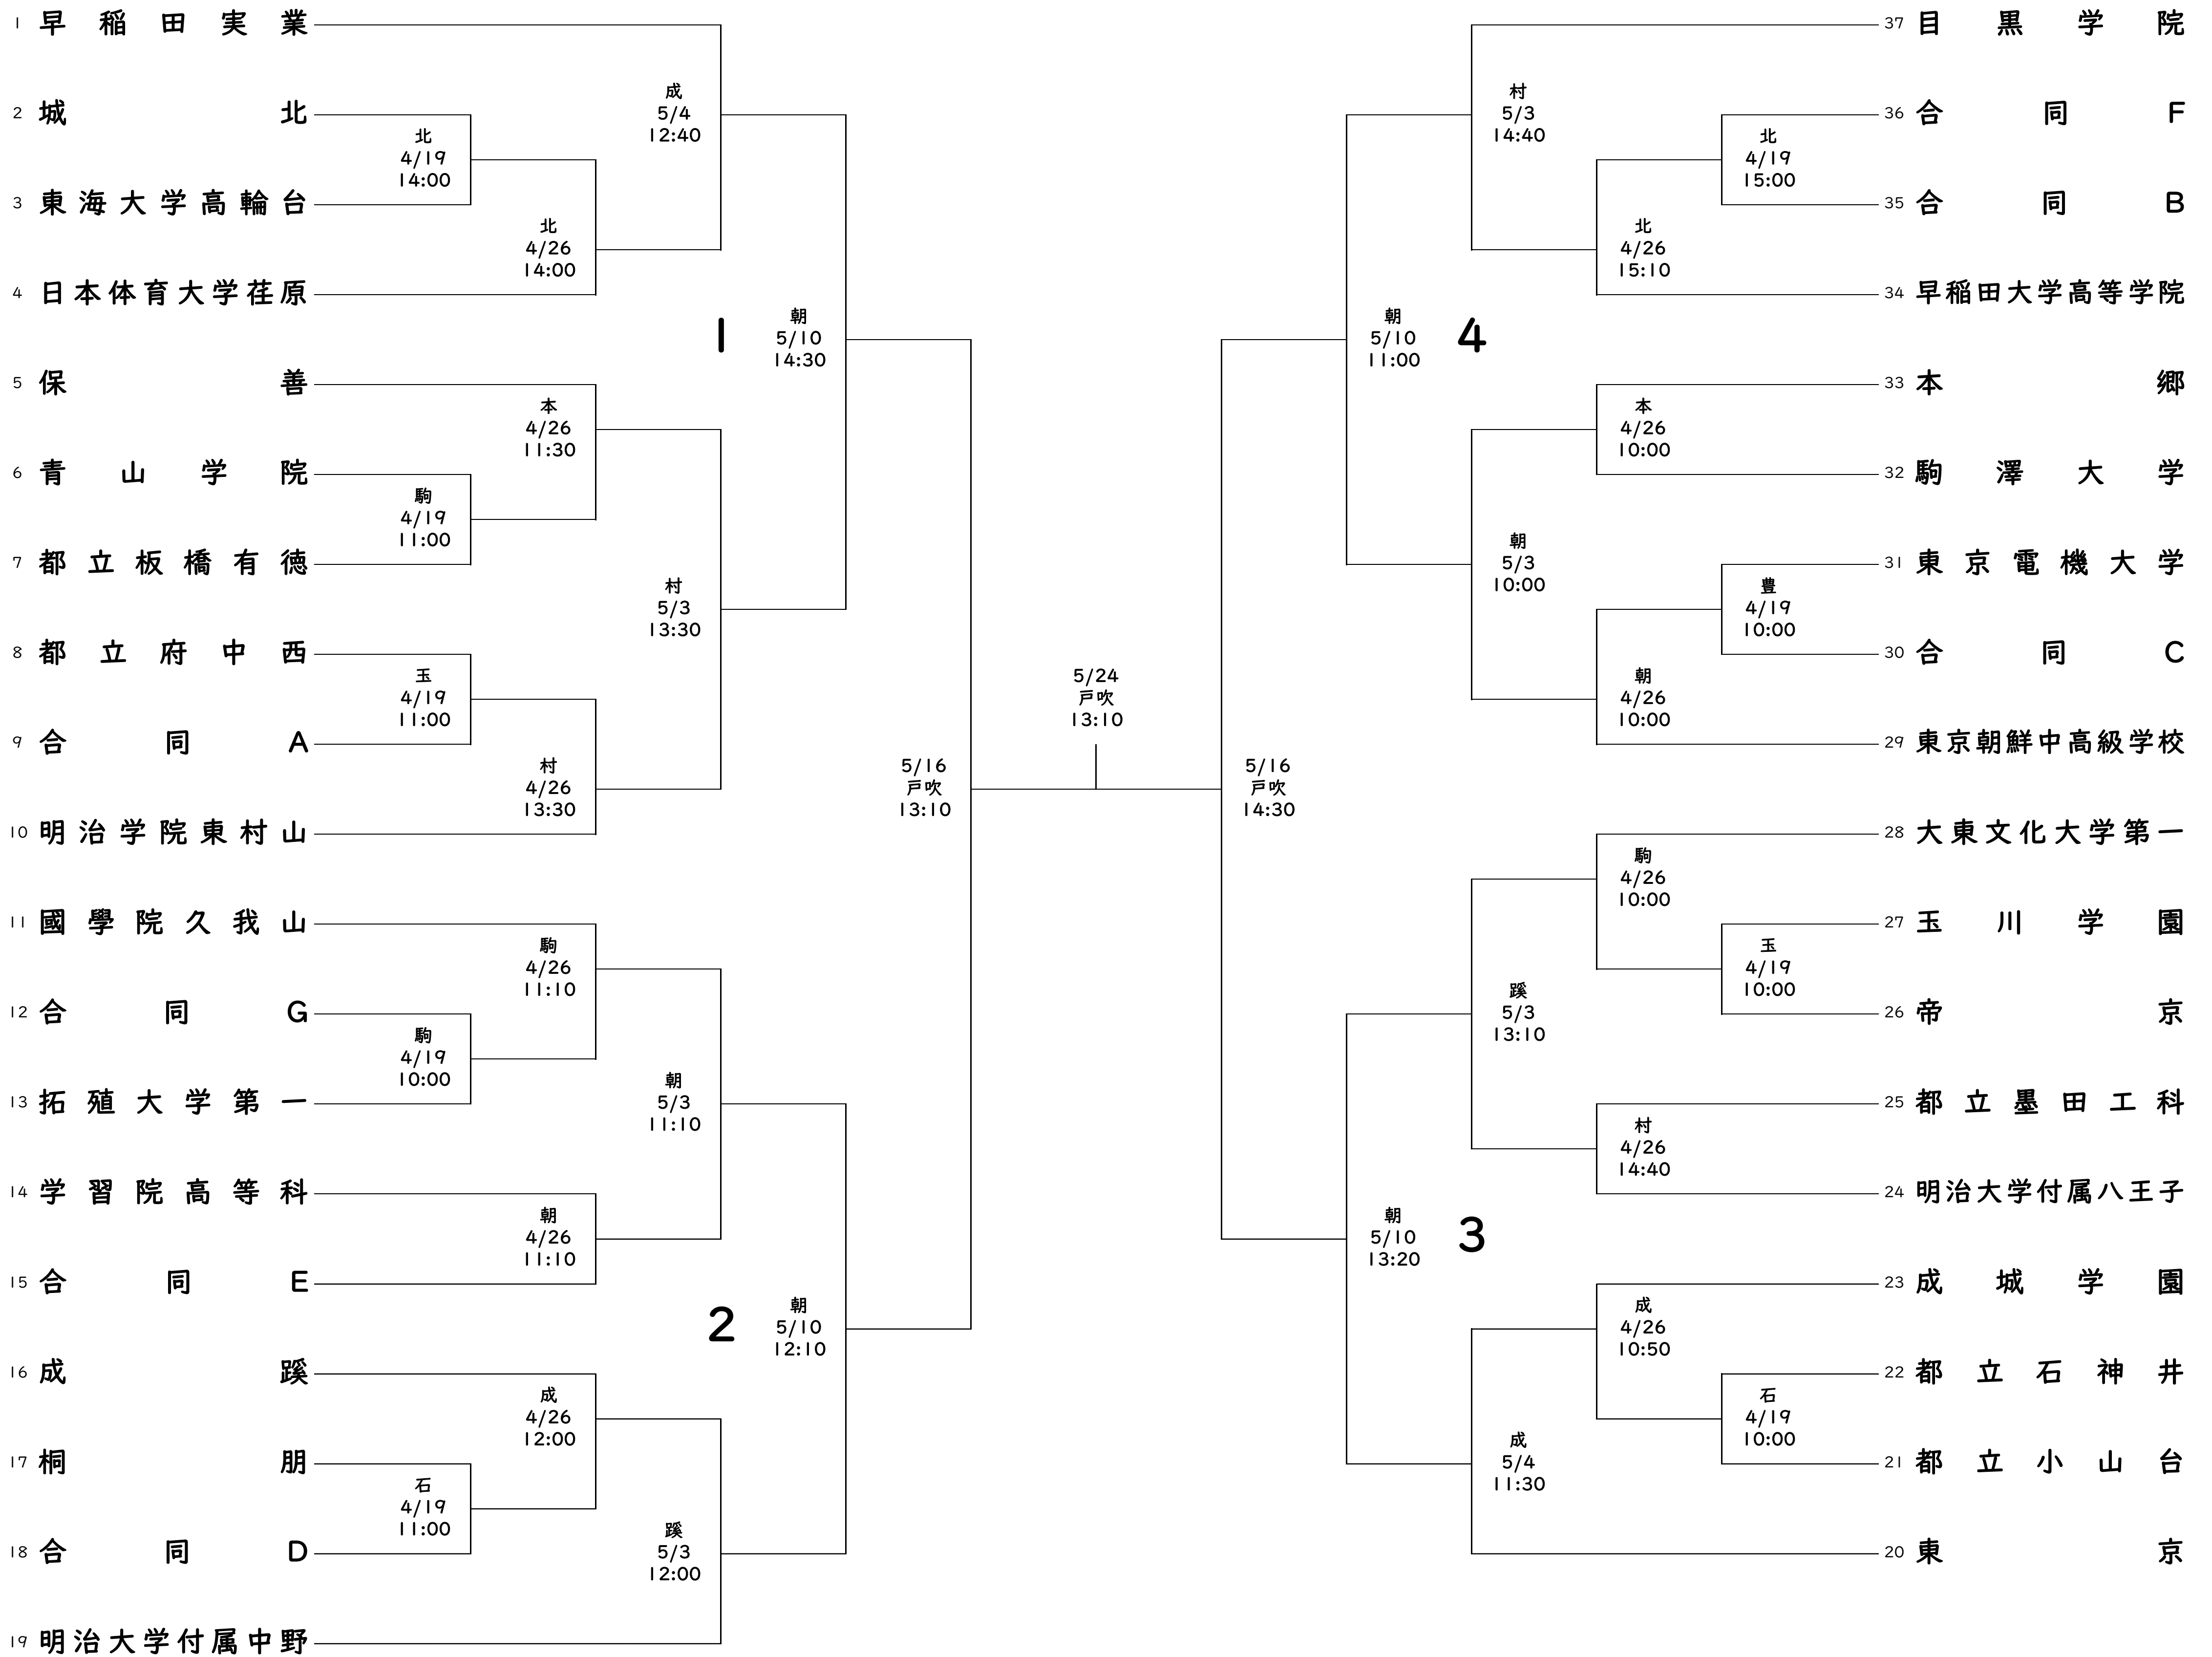 1 早稲田実業
2 城北
3 東海大学高輪台
4 日本体育大学荏原
5 保善
6 青山学院
7 都立板橋有徳
8 都立府中西
9 合同A
10 明治学院東村山
11 國學院久我山
12 合同G
13 拓殖大学第一
14 学習院高等科
15 合同E
16 成蹊
17 桐朋
18 合同D
19 明治大学付属中野
北
4/19
14:00
駒
4/19
11:00
玉
4/19
11:00
駒
4/19
10:00
石
4/19
11:00
北
4/26
14:00
本
4/26
11:30
村
4/26
13:30
駒
4/26
11:10
朝
4/26
11:10
成
4/26
12:00
成
5/4
12:40
村
5/3
13:30
朝
5/3
11:10
蹊
5/3
12:00
1
朝
5/10
14:30
2
朝
5/10
12:10
5/16
戸吹
13:10
5/24
戸吹
13:10
5/16
戸吹
14:30
朝
5/10
11:00
4
朝
5/10
13:20
3
村
5/3
14:40
朝
5/3
10:00
蹊
5/3
13:10
成
5/4
11:30
北
4/26
15:10
本
4/26
10:00
朝
4/26
10:00
駒
4/26
10:00
村
4/26
14:40
成
4/26
10:50
北
4/19
15:00
豊
4/19
10:00
玉
4/19
10:00
石
4/19
10:00
37 目黒学院
36 合同F
35 合同B
34 早稲田大学高等学院
33 本郷
32 駒澤大学
31 東京電機大学
30 合同C
29 東京朝鮮中高級学校
28 大東文化大学第一
27 玉川学園
26 帝京
25 都立墨田工科
24 明治大学付属八王子
23 成城学園
22 都立石神井
21 都立小山台
20 東京